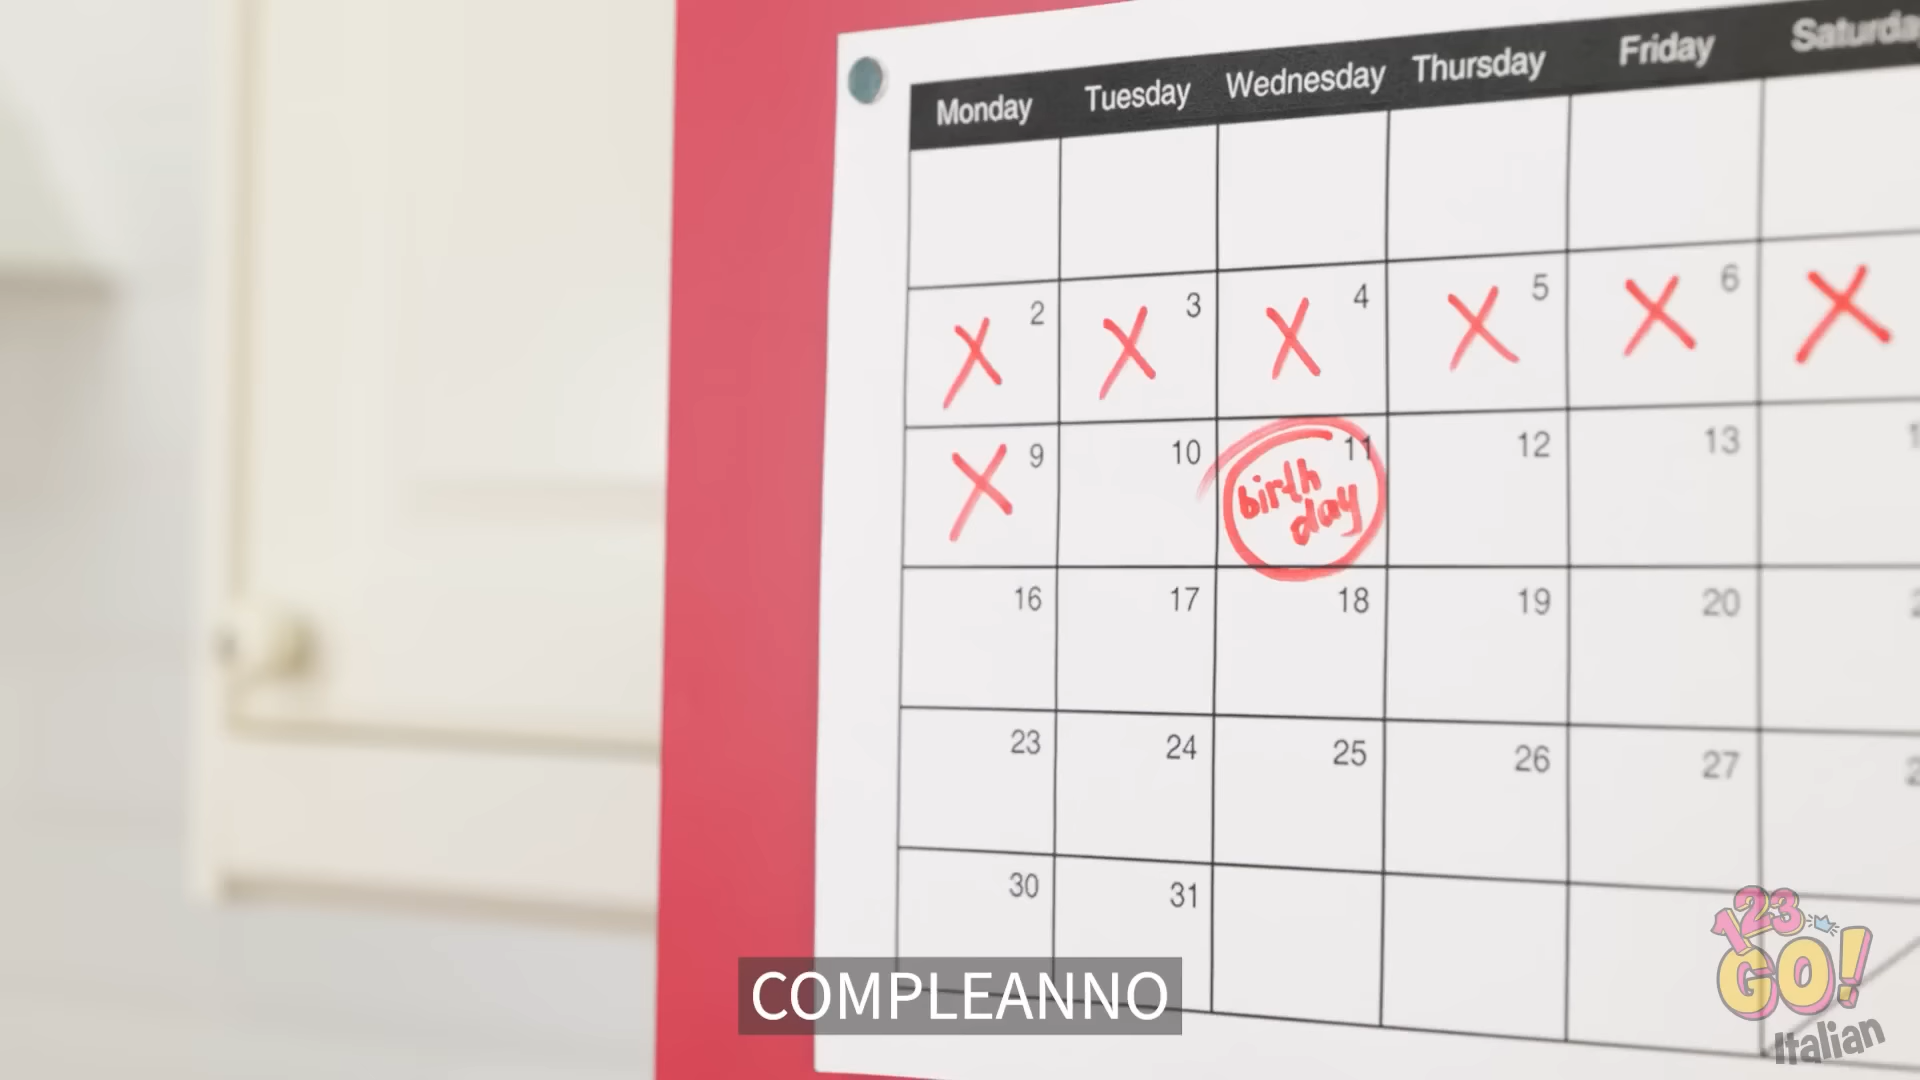 Monday Tuesday Wednesday Thursday Friday
2 3 4 5 6
9 10 11 12 13
birth
day
16 17 18 19 20
23 24 25 26 27
30 31
COMPLEANNO
123
GO!
Italian